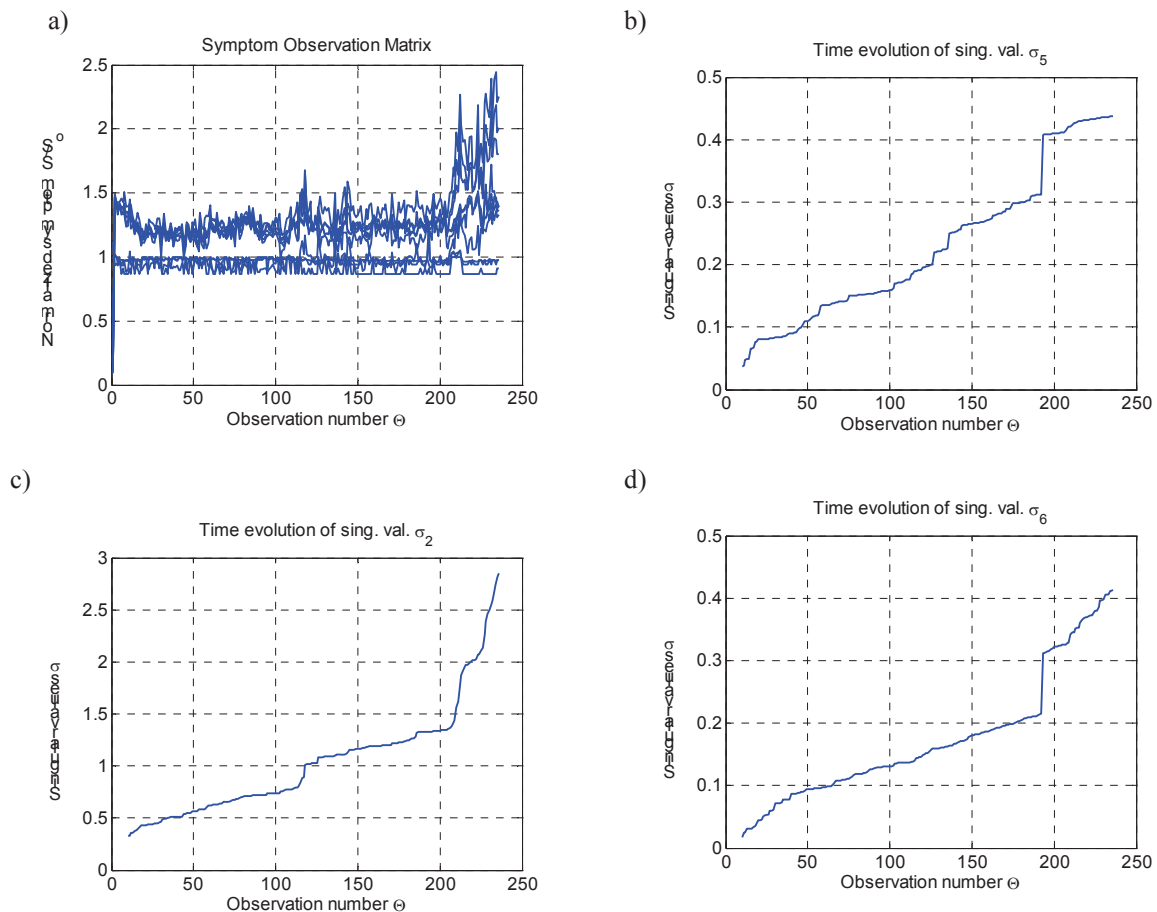 a)
Symptom Observation Matrix
2.5
2
1.5
1
0.5
0
0 50 100 150 200 250
Observation number Θ
b)
Time evolution of sing. val. σ5
0.5
0.4
0.3
0.2
0.1
0
0 50 100 150 200 250
Observation number Θ
c)
Time evolution of sing. val. σ2
3
2.5
2
1.5
1
0.5
0
0 50 100 150 200 250
Observation number Θ
d)
Time evolution of sing. val. σ6
0.5
0.4
0.3
0.2
0.1
0
0 50 100 150 200 250
Observation number Θ